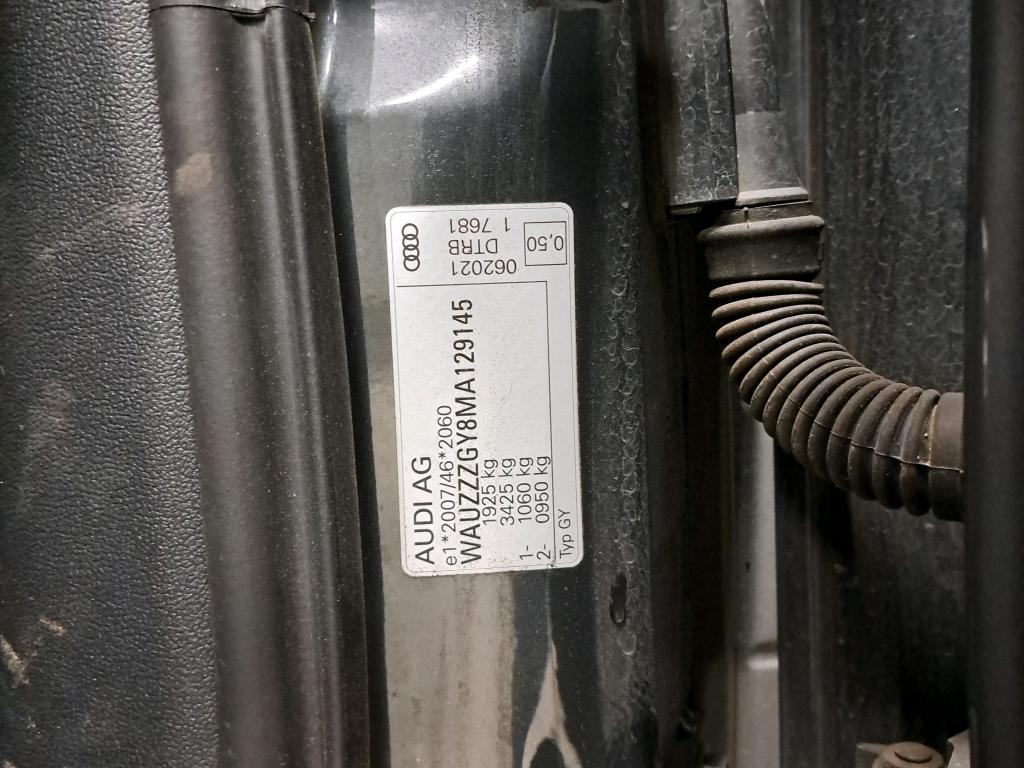 AUDI AG
e1*2007/46*2060
WAUZZZGY8MA129145
1925 kg
3425 kg
1- 1060 kg
2- 0950 kg
Typ GY
062021
DTRB
1 7681
0,50